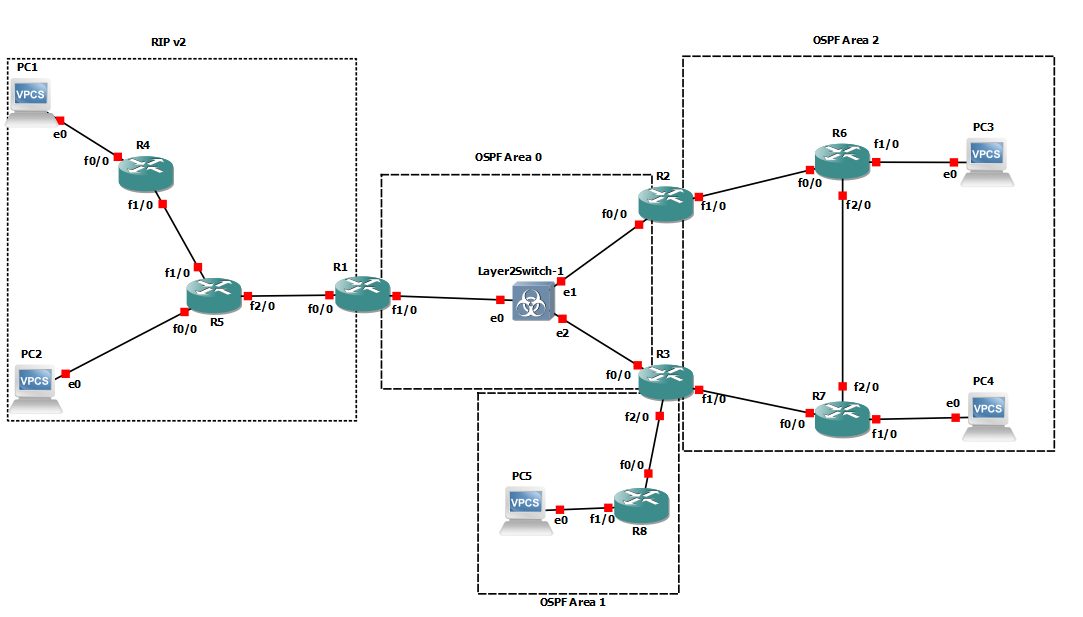 RIP v2
OSPF Area 2
PC1
VPCS
e0
f0/0
R4
f1/0
OSPF Area 0
R2
f0/0
f1/0
R6
f1/0
PC3
VPCS
e0
f0/0
f2/0
f1/0
R5
f2/0
f0/0
R1
f0/0
f1/0
Layer2Switch-1
e0
e1
e2
PC2
VPCS
e0
R3
f0/0
f1/0
f2/0
f2/0
R7
f0/0
f1/0
PC4
VPCS
e0
PC5
VPCS
e0
f0/0
f1/0
R8
OSPF Area 1